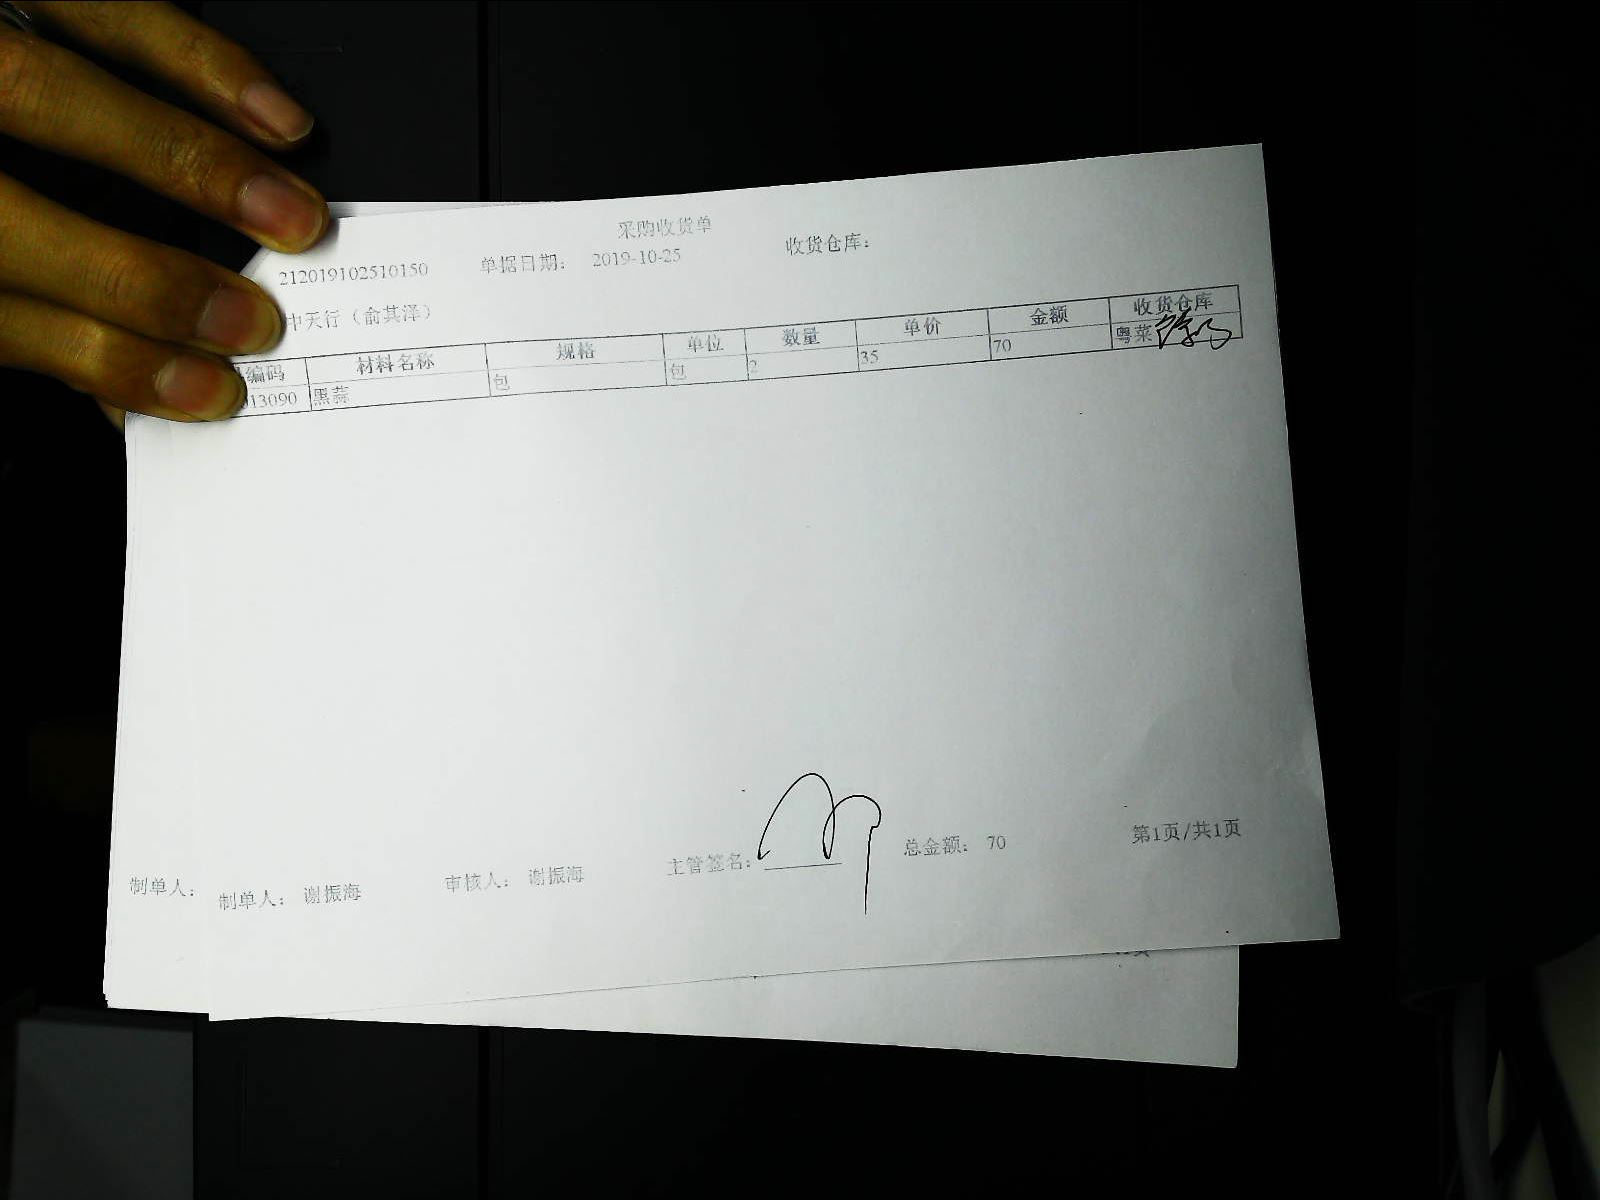 采购收货单
212019102510150 单据日期: 2019-10-25 收货仓库:
中天行（俞其泽）
编码 材料名称 规格 单位 数量 单价 金额 收货仓库
013090 黑蒜 包 包 2 35 70 粤菜
制单人: 谢振海 审核人: 谢振海 主管签名: 总金额: 70 第1页/共1页
制单人: